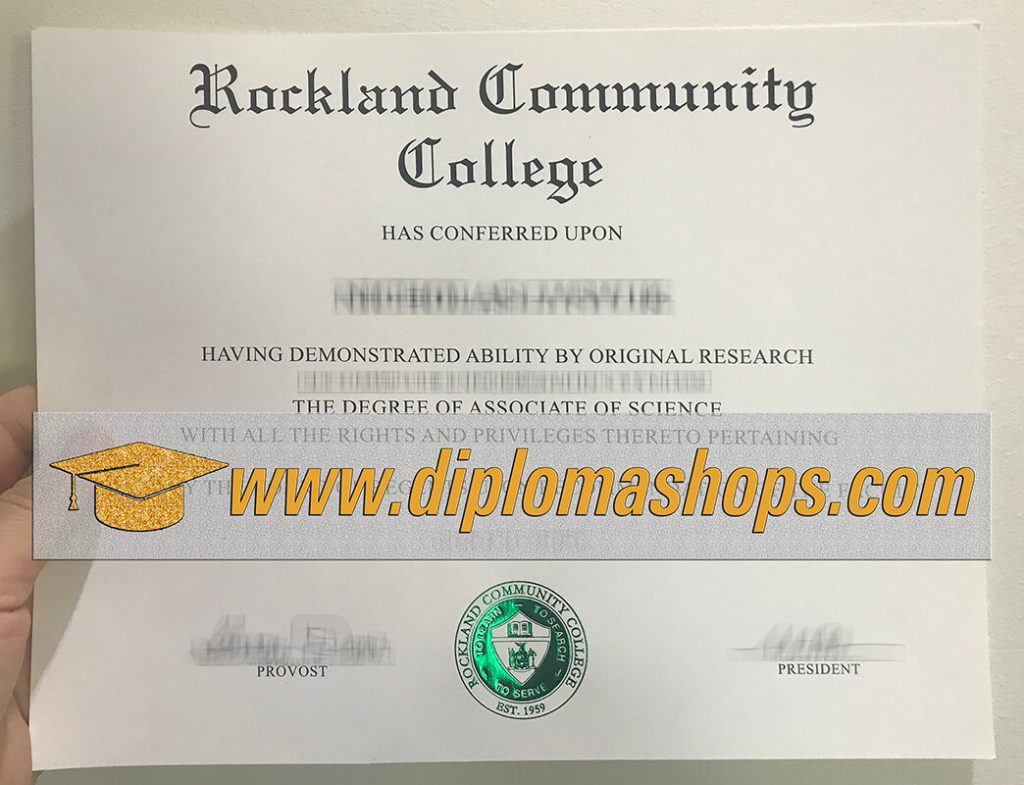 Rockland Community
College
HAS CONFERRED UPON
HAVING DEMONSTRATED ABILITY BY ORIGINAL RESEARCH
THE DEGREE OF ASSOCIATE OF SCIENCE
WITH ALL THE RIGHTS AND PRIVILEGES THERETO PERTAINING
www.diplomashops.com
ROCKLAND COMMUNITY COLLEGE
TO LEARN – TO SEARCH –
TO SERVE
EST. 1959
PROVOST
PRESIDENT